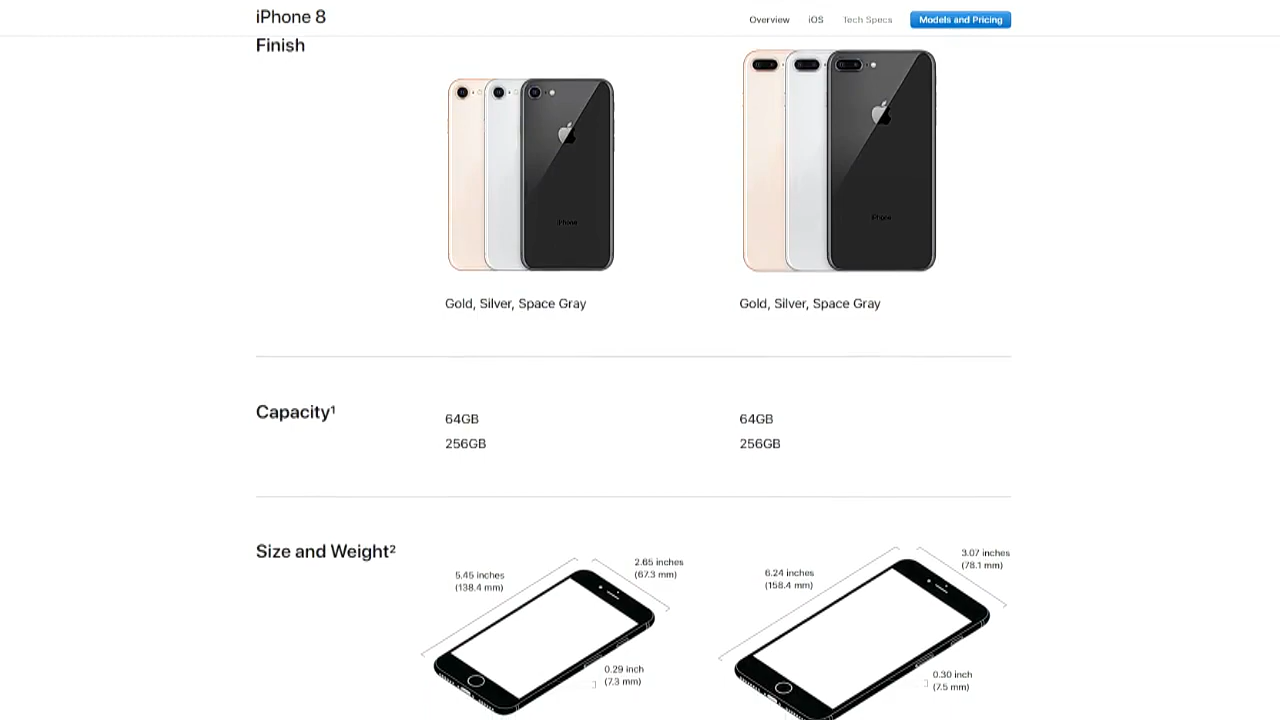 iPhone 8
Overview iOS Tech Specs Models and Pricing
Finish
iPhone
iPhone
Gold, Silver, Space Gray
Gold, Silver, Space Gray
Capacity¹
64GB
256GB
64GB
256GB
Size and Weight²
5.45 inches
(138.4 mm)
2.65 inches
(67.3 mm)
0.29 inch
(7.3 mm)
6.24 inches
(158.4 mm)
3.07 inches
(78.1 mm)
0.30 inch
(7.5 mm)